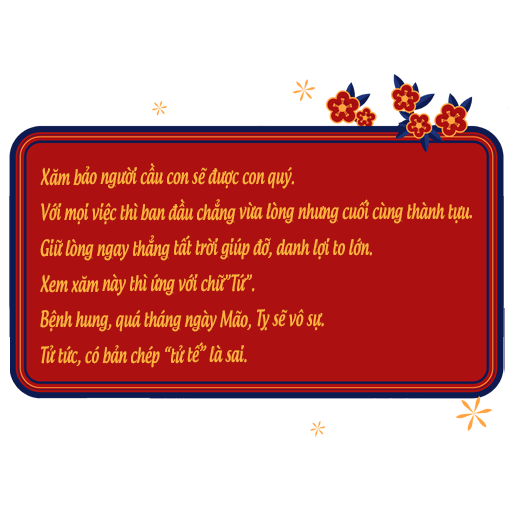 Xăm bảo người cầu con sẽ được con quý.
Với mọi việc thì ban đầu chẳng vừa lòng nhưng cuối cùng thành tựu.
Giữ lòng ngay thẳng tất trời giúp đỡ, danh lợi to lớn.
Xem xăm này thì ứng với chữ"Tứ".
Bệnh hung, quá tháng ngày Mão, Tỵ sẽ vô sự.
Tử tức, có bản chép “tử tế” là sai.